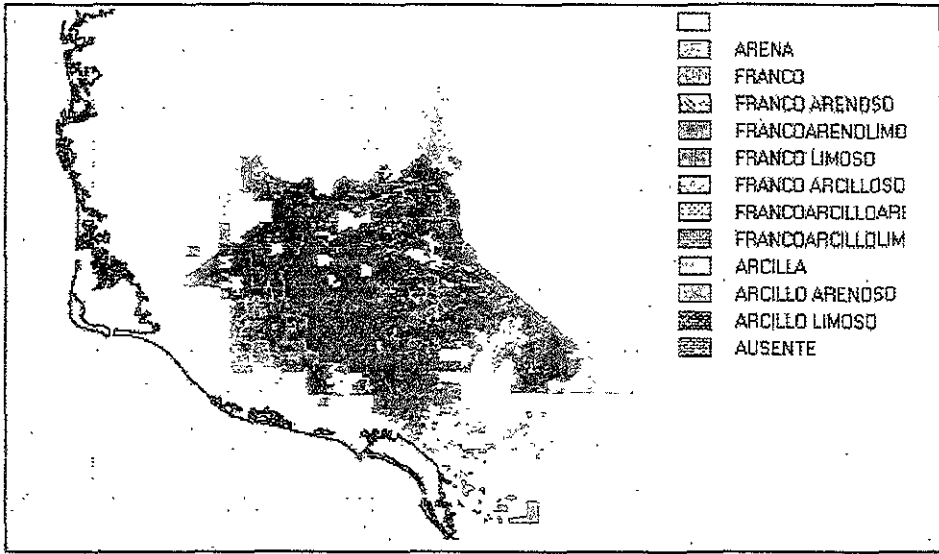 ARENA
FRANCO
FRANCO ARENOSO
FRANCOARENOLIMO
FRANCO LIMOSO
FRANCO ARCILLOSO
FRANCOARCILLOARE
FRANCOARCILLOLIM
ARCILLA
ARCILLO ARENOSO
ARCILLO LIMOSO
AUSENTE